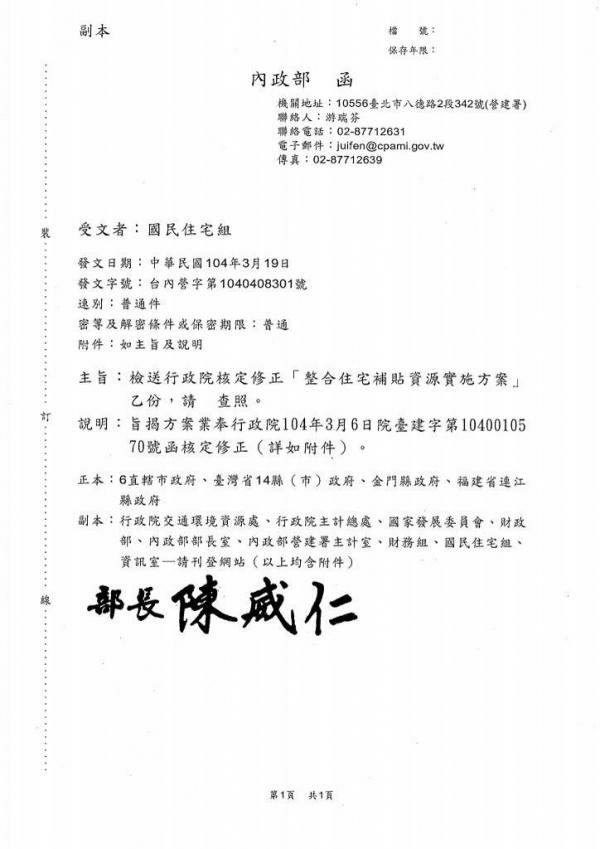 副本
檔　號：
保存年限：
內政部　函
機關地址：10556臺北市八德路2段342號(營建署)
聯絡人：游瑞芬
聯絡電話：02-87712631
電子郵件：juifen@cpami.gov.tw
傳真：02-87712639
受文者：國民住宅組
發文日期：中華民國104年3月19日
發文字號：台內營字第1040408301號
速別：普通件
密等及解密條件或保密期限：普通
附件：如主旨及說明
主旨：檢送行政院核定修正「整合住宅補貼資源實施方案」
乙份，請　查照。
說明：旨揭方案業奉行政院104年3月6日院臺建字第10400105
70號函核定修正（詳如附件）。
正本：6直轄市政府、臺灣省14縣（市）政府、金門縣政府、福建省連江
縣政府
副本：行政院交通環境資源處、行政院主計總處、國家發展委員會、財政
部、內政部部長室、內政部營建署主計室、財務組、國民住宅組、
資訊室—請刊登網站（以上均含附件）
部長 陳威仁
裝
訂
線
第1頁　共1頁